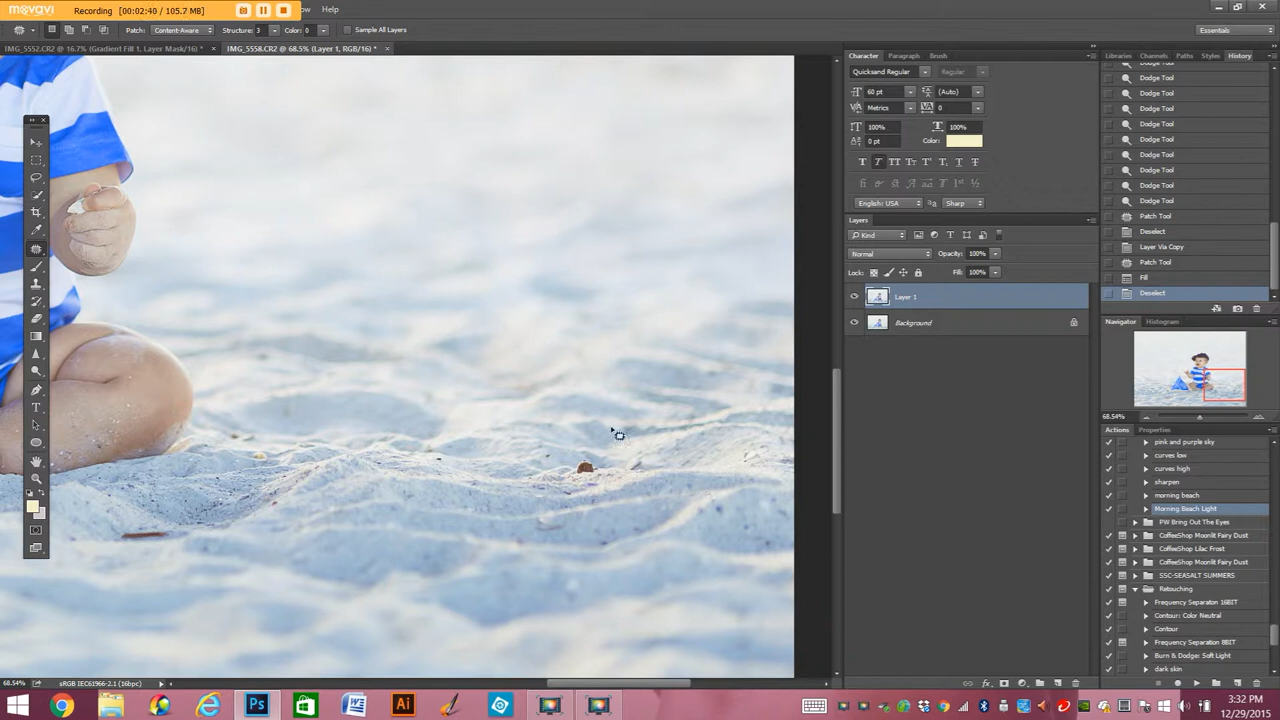 movavi Recording [00:02:40 / 105.7 MB]
Patch: Content-Aware Structure: 3 Color: 0 Sample All Layers
Essentials
IMG_5552.CR2 @ 16.7% (Gradient Fill 1, Layer Mask/16) * ×
IMG_5558.CR2 @ 68.5% (Layer 1, RGB/16) * ×
Character Paragraph Brush
Quicksand Regular Regular
60 pt (Auto)
Metrics 0
100% 100%
0 pt Color:
English: USA Sharp
Layers
Kind
Normal Opacity: 100%
Lock: Fill: 100%
Layer 1
Background
Libraries Channels Paths Styles History
Dodge Tool
Dodge Tool
Dodge Tool
Dodge Tool
Dodge Tool
Dodge Tool
Dodge Tool
Dodge Tool
Dodge Tool
Dodge Tool
Patch Tool
Deselect
Layer Via Copy
Patch Tool
Fill
Deselect
Navigator Histogram
68.54%
Actions Properties
pink and purple sky
curves low
curves high
sharpen
morning beach
Morning Beach Light
PW Bring Out The Eyes
CoffeeShop Moonlit Fairy Dust
CoffeeShop Lilac Frost
CoffeeShop Moonlit Fairy Dust
SSC-SEASALT SUMMERS
Retouching
Frequency Separaton 16BIT
Contour: Color Neutral
Contour
Frequency Separation 8BIT
Burn & Dodge: Soft Light
dark skin
68.54% sRGB IEC61966-2.1 (16bpc)
3:32 PM
12/29/2015